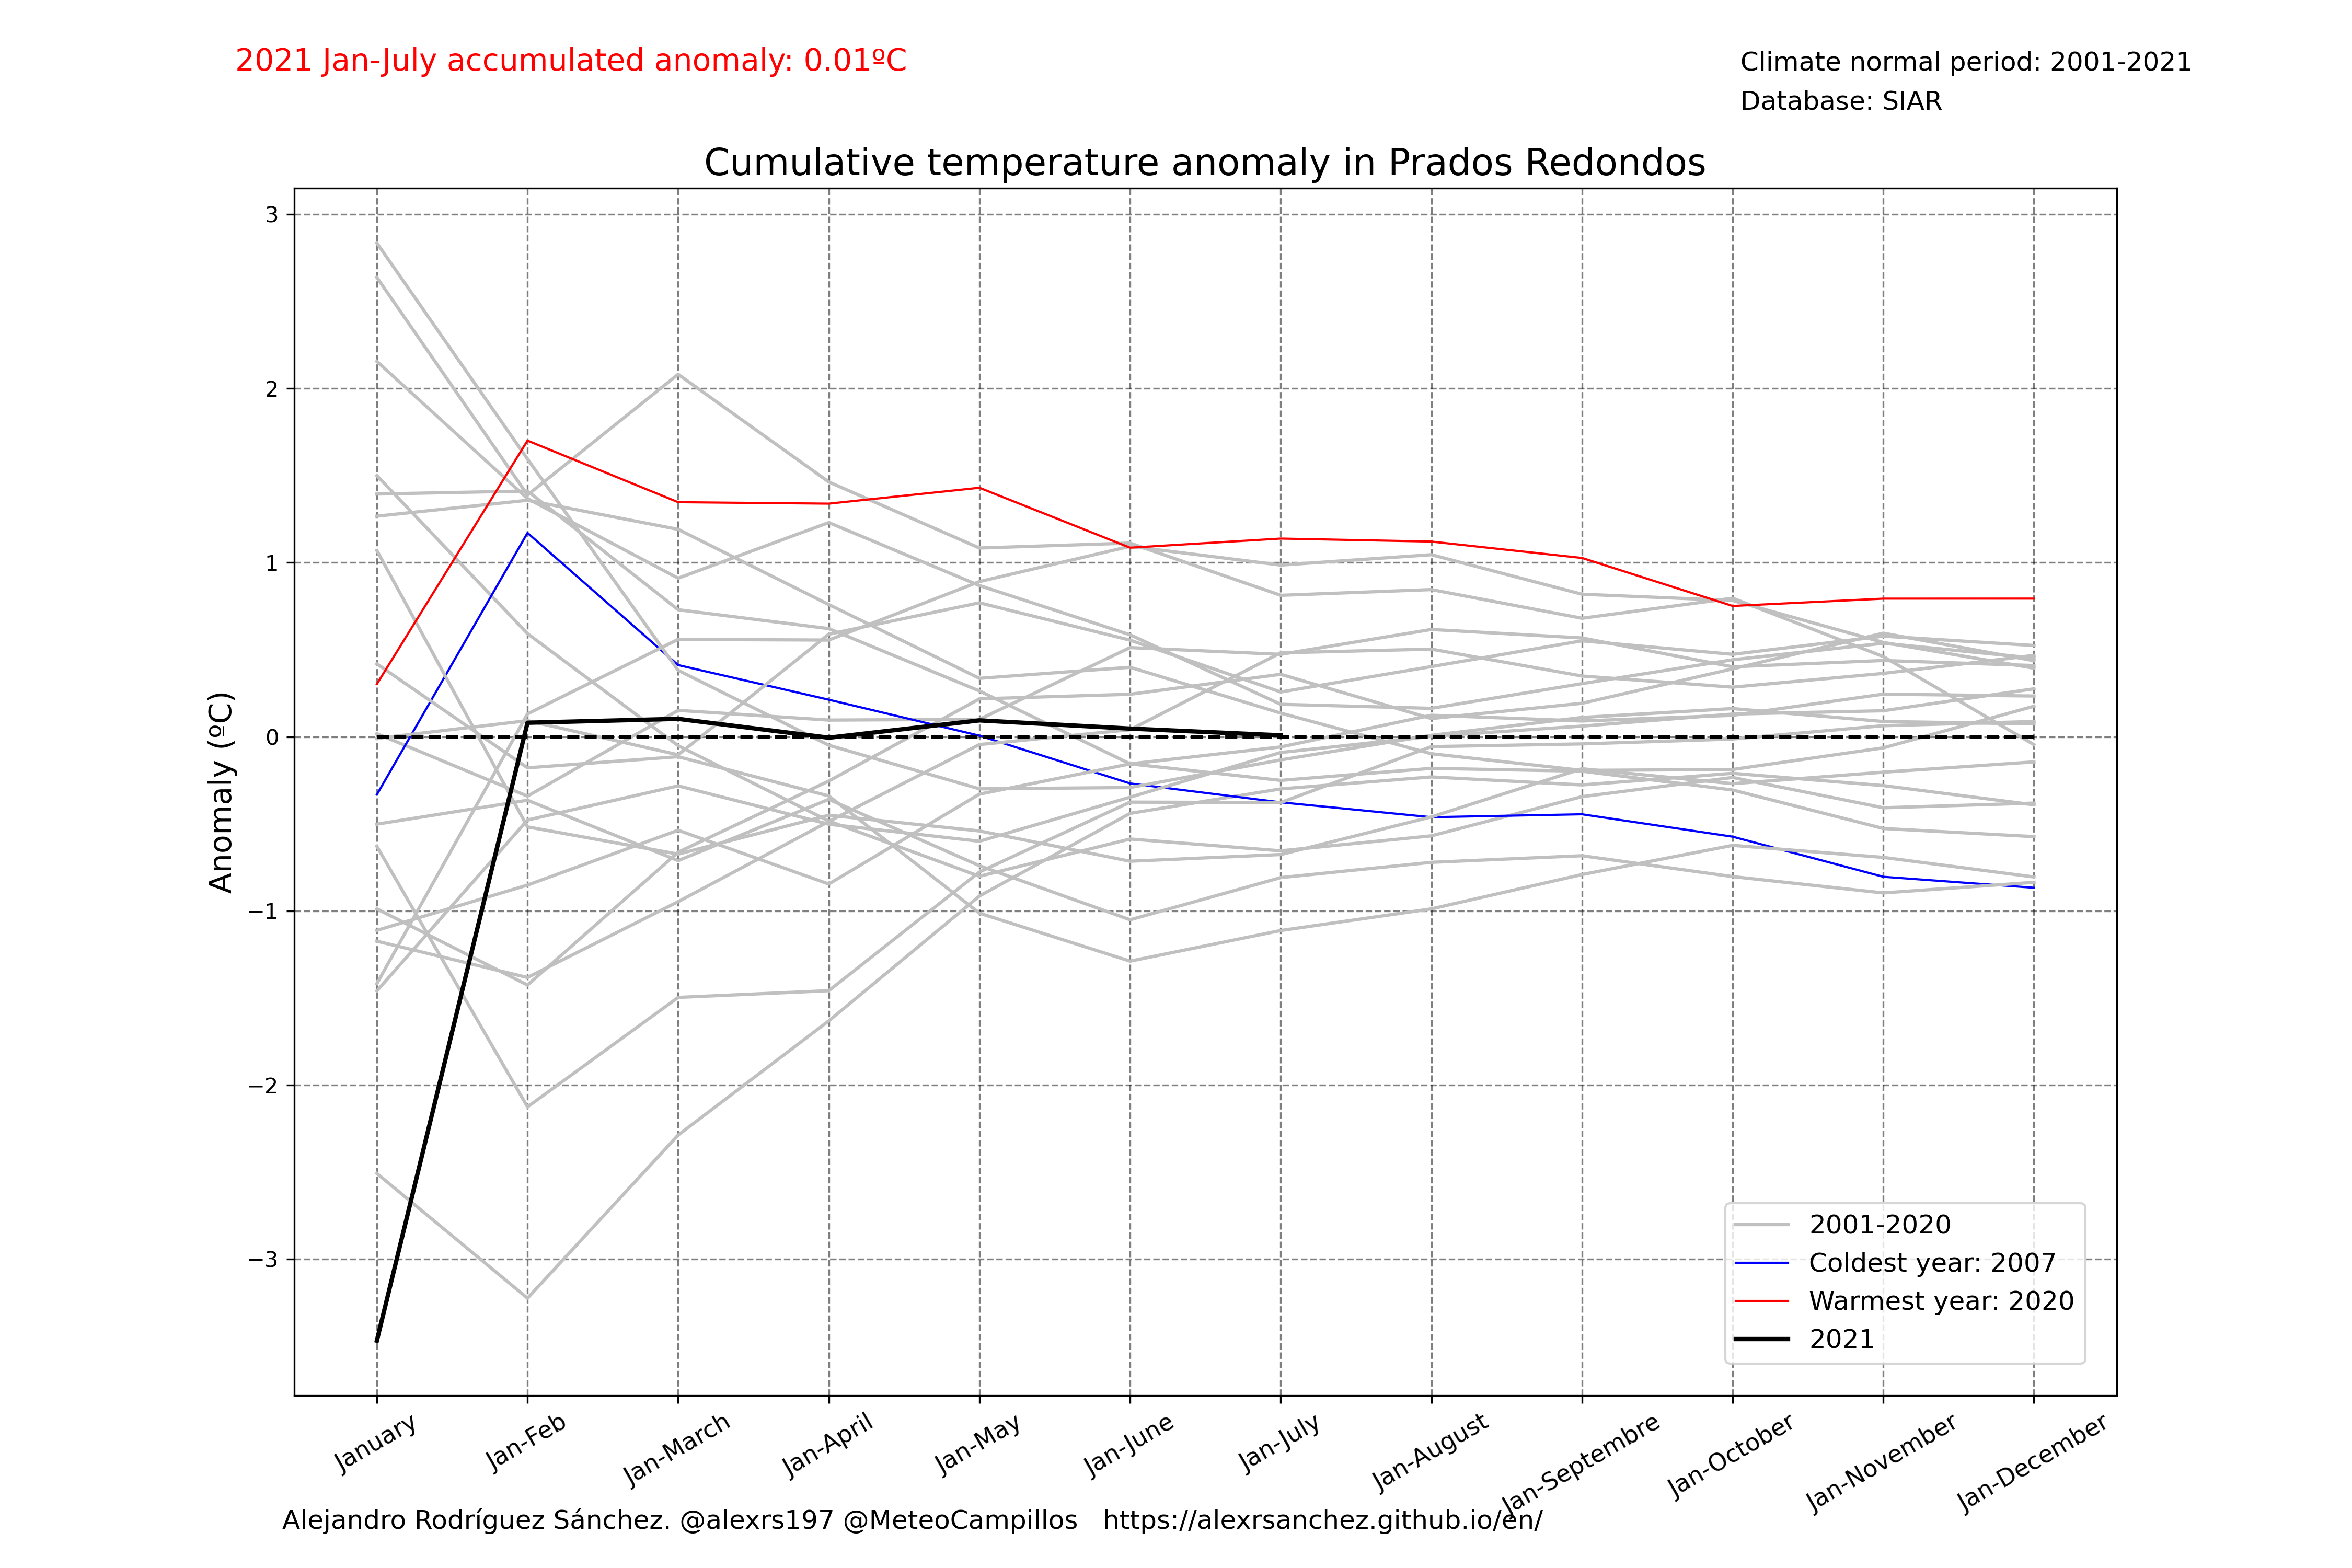 2021 Jan-July accumulated anomaly: 0.01ºC
Climate normal period: 2001-2021
Database: SIAR
Cumulative temperature anomaly in Prados Redondos
Anomaly (ºC)
3
2
1
0
−1
−2
−3
2001-2020
Coldest year: 2007
Warmest year: 2020
2021
January
Jan-Feb
Jan-March
Jan-April
Jan-May
Jan-June
Jan-July
Jan-August
Jan-Septembre
Jan-October
Jan-November
Jan-December
Alejandro Rodríguez Sánchez. @alexrs197 @MeteoCampillos https://alexrsanchez.github.io/en/